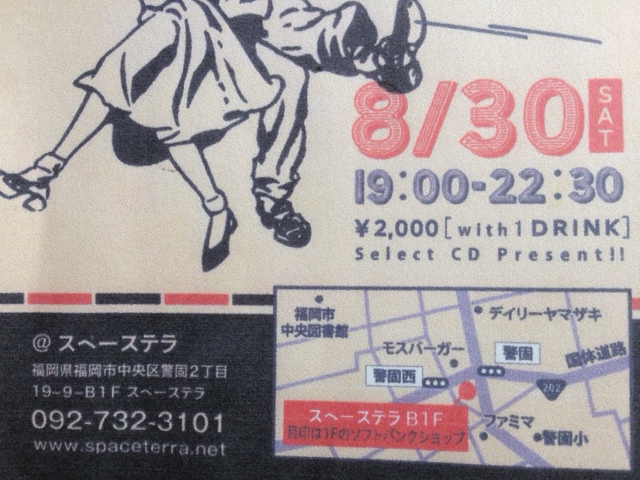 8/30 SAT
19:00-22:30
¥2,000[with 1 DRINK]
Select CD Present!!
@ スペーステラ
福岡県福岡市中央区警固2丁目
19-9-B1F スペーステラ
092-732-3101
www.spaceterra.net
福岡市
中央図書館
デイリーヤマザキ
モスバーガー
警固
国体道路
警固西
202
スペーステラ B1F
目印は1Fのソフトバンクショップ
ファミマ
警固小